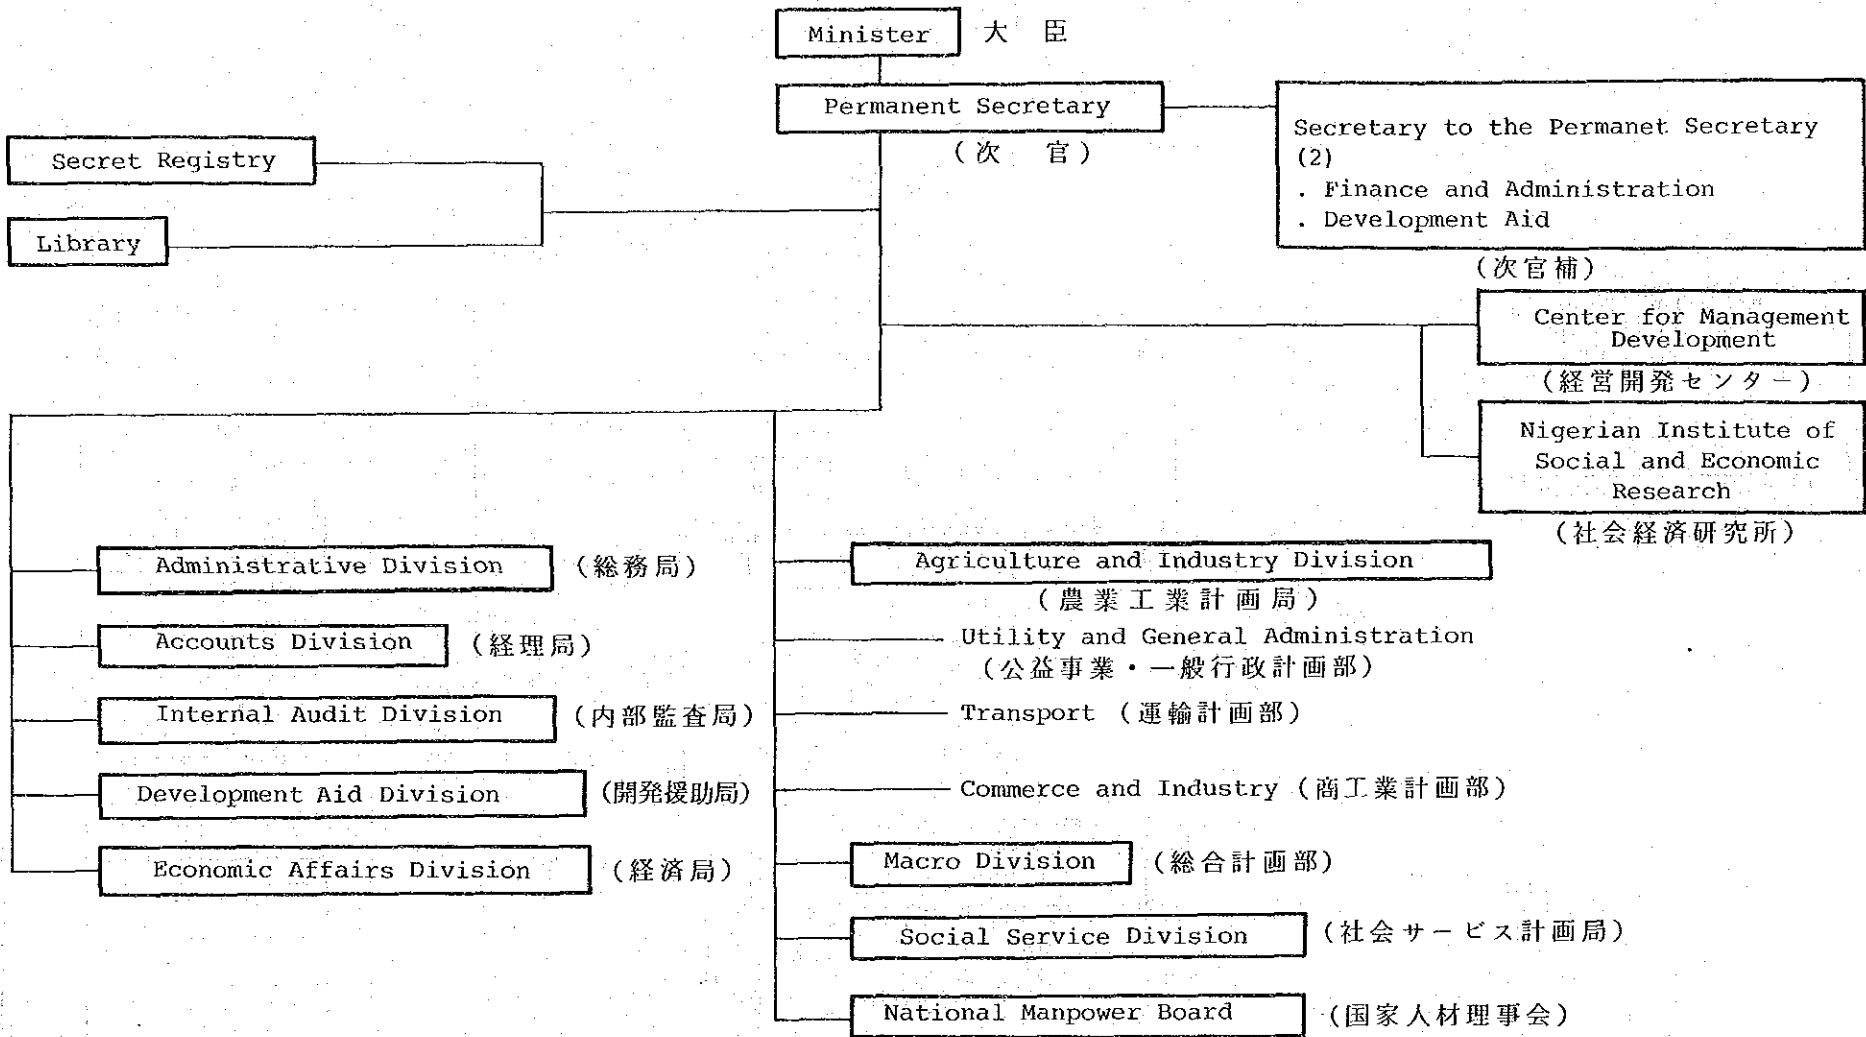 Minister 大 臣
Permanent Secretary
(次 官)
Secretary to the Permanet Secretary
(2)
. Finance and Administration
. Development Aid
(次官補)
Secret Registry
Library
Center for Management
Development
(経営開発センター)
Nigerian Institute of
Social and Economic
Research
(社会経済研究所)
Administrative Division (総務局)
Accounts Division (経理局)
Internal Audit Division (内部監査局)
Development Aid Division (開発援助局)
Economic Affairs Division (経済局)
Agriculture and Industry Division
(農業工業計画局)
Utility and General Administration
(公益事業・一般行政計画部)
Transport (運輸計画部)
Commerce and Industry (商工業計画部)
Macro Division (総合計画部)
Social Service Division (社会サービス計画局)
National Manpower Board (国家人材理事会)